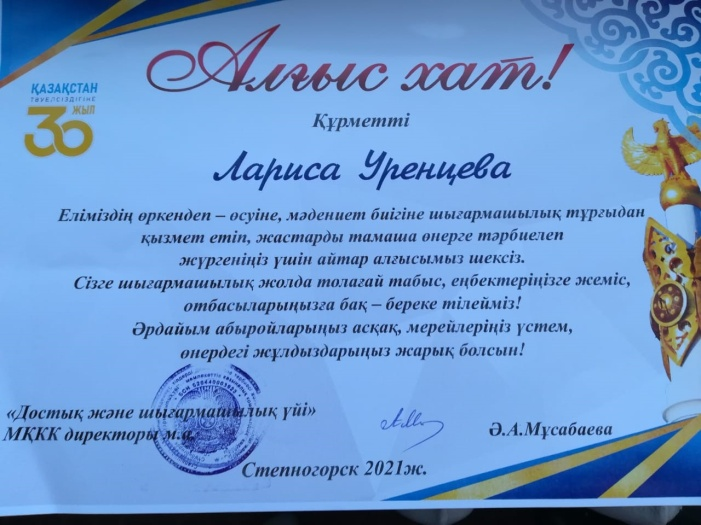 Алғыс хат!
ҚАЗАҚСТАН
ТӘУЕЛСІЗДІГІНЕ
30 ЖЫЛ
Құрметті
Лариса Уренцева
Еліміздің өркендеп – өсуіне, мәдениет биігіне шығармашылық тұрғыдан
қызмет етіп, жастарды тамаша өнерге тәрбиелеп
жүргеніңіз үшін айтар алғысымыз шексіз.
Сізге шығармашылық жолда толағай табыс, еңбектеріңізге жеміс,
отбасыларыңызға бақ – береке тілейміз!
Әрдайым абыройларыңыз асқақ, мерейлеріңіз үстем,
өнердегі жұлдыздарыңыз жарық болсын!
«Достық және шығармашылық үйі»
МҚКК директоры м.а.
Ә.А.Мұсабаева
Степногорск 2021ж.